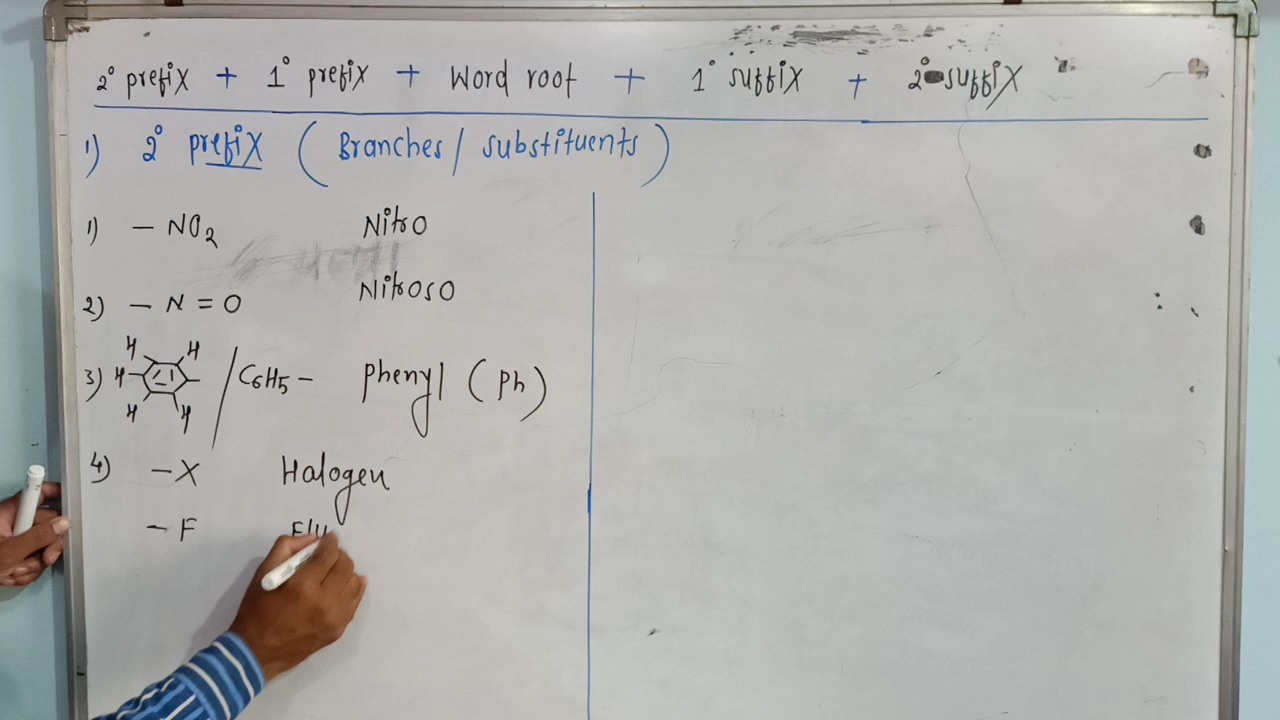 2° prefix + 1° prefix + Word root + 1° suffix + 2° suffix
1) 2° prefix ( Branches / substituents )
1) – NO2 Nitro
2) – N = O Nitroso
3) H H H H H / C6H5 – phenyl ( Ph )
4) – X Halogen
– F Flu